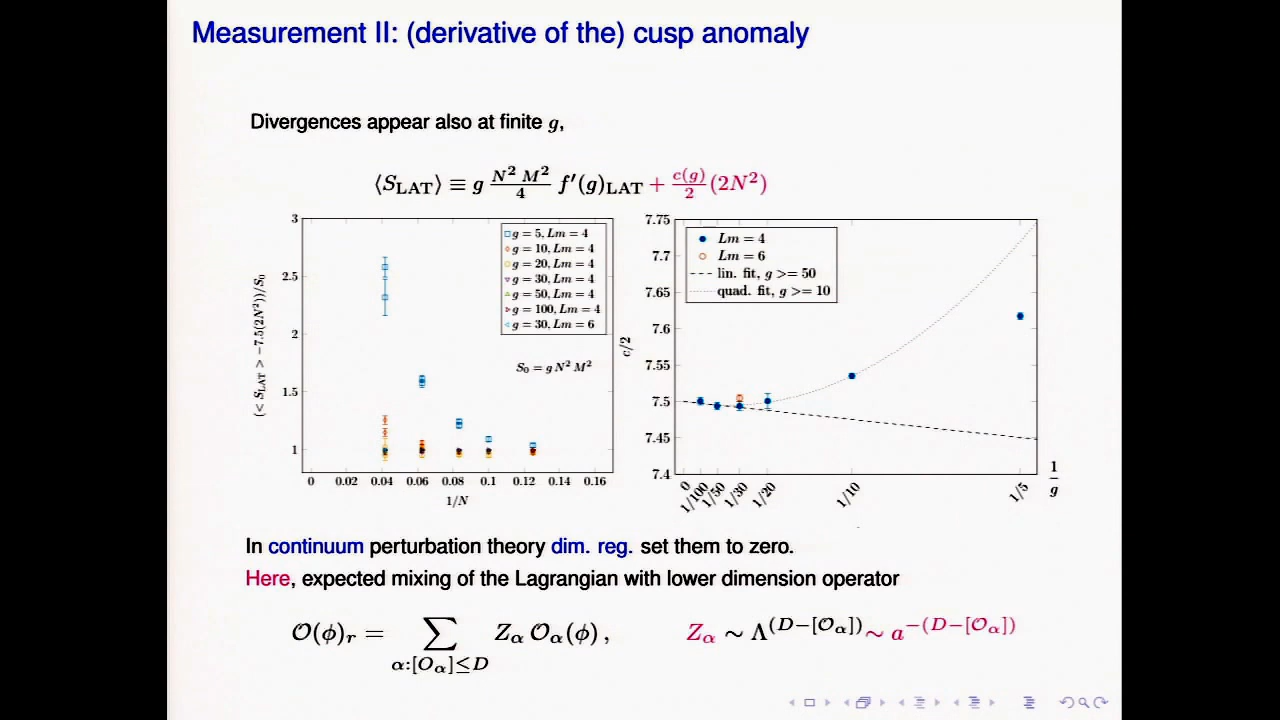 Measurement II: (derivative of the) cusp anomaly
Divergences appear also at finite g,
⟨S_LAT⟩ ≡ g N² M²/4 f′(g)_LAT + c(g)/2 (2N²)
3
2.5
2
1.5
1
(< S_LAT > −7.5(2N²))/S₀
g = 5, Lm = 4
g = 10, Lm = 4
g = 20, Lm = 4
g = 30, Lm = 4
g = 50, Lm = 4
g = 100, Lm = 4
g = 30, Lm = 6
S₀ = g N² M²
0 0.02 0.04 0.06 0.08 0.1 0.12 0.14 0.16
1/N
7.75
7.7
7.65
7.6
7.55
7.5
7.45
7.4
c/2
Lm = 4
Lm = 6
lin. fit, g >= 50
quad. fit, g >= 10
0 1/100 1/50 1/30 1/20 1/10 1/5
1/g
In continuum perturbation theory dim. reg. set them to zero.
Here, expected mixing of the Lagrangian with lower dimension operator
𝒪(ϕ)_r = ∑_{α:[O_α]≤D} Z_α 𝒪_α(ϕ) , Z_α ∼ Λ^(D−[𝒪_α]) ∼ a^−(D−[𝒪_α])